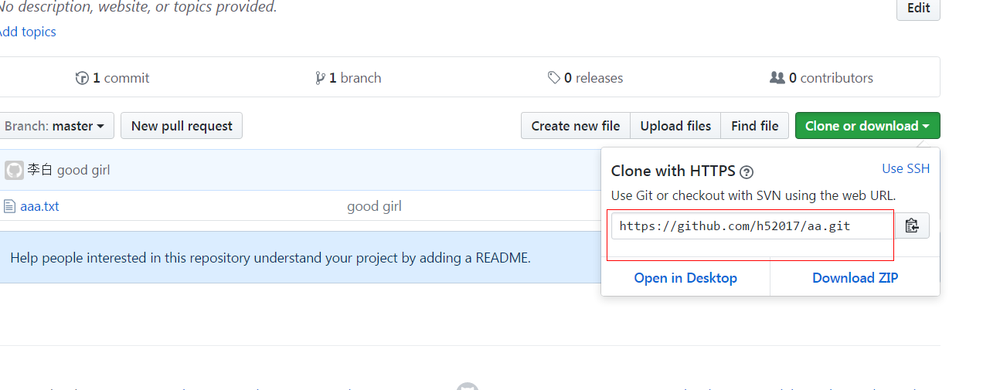 No description, website, or topics provided.
Edit
Add topics
1 commit
1 branch
0 releases
0 contributors
Branch: master
New pull request
Create new file
Upload files
Find file
Clone or download
李白 good girl
Clone with HTTPS ?
Use SSH
Use Git or checkout with SVN using the web URL.
aaa.txt
good girl
https://github.com/h52017/aa.git
Help people interested in this repository understand your project by adding a README.
Open in Desktop
Download ZIP